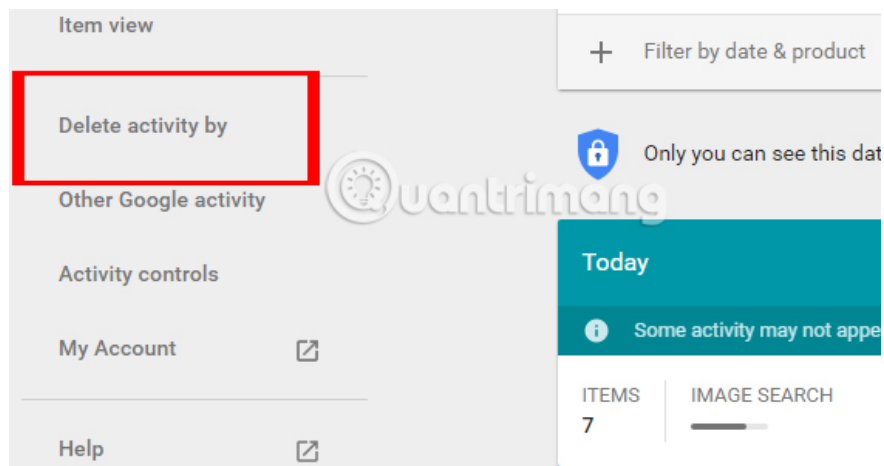 Item view
Delete activity by
Other Google activity
Activity controls
My Account
Help
Filter by date & product
Only you can see this dat
Quantrimang
Today
Some activity may not appe
ITEMS
7
IMAGE SEARCH